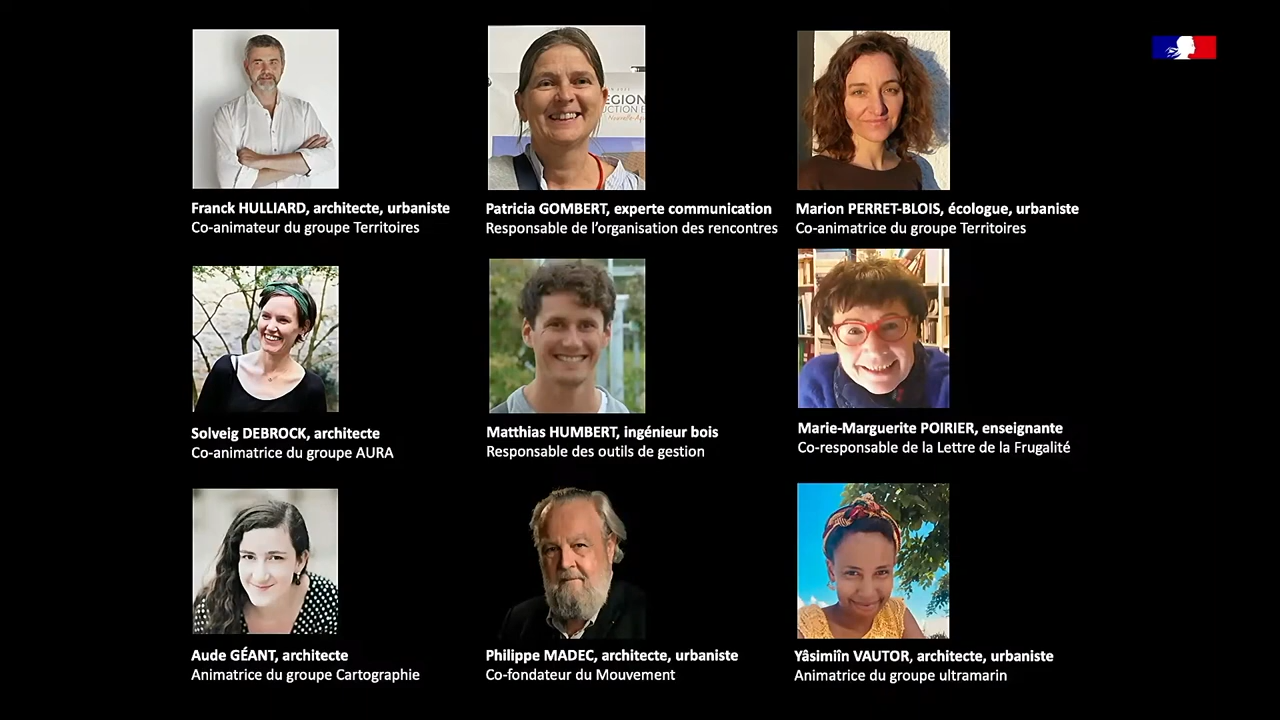 EGION
UCTION E
Nouvelle-Aq
Franck HULLIARD, architecte, urbaniste
Co-animateur du groupe Territoires
Patricia GOMBERT, experte communication
Responsable de l'organisation des rencontres
Marion PERRET-BLOIS, écologue, urbaniste
Co-animatrice du groupe Territoires
Solveig DEBROCK, architecte
Co-animatrice du groupe AURA
Matthias HUMBERT, ingénieur bois
Responsable des outils de gestion
Marie-Marguerite POIRIER, enseignante
Co-responsable de la Lettre de la Frugalité
Aude GÉANT, architecte
Animatrice du groupe Cartographie
Philippe MADEC, architecte, urbaniste
Co-fondateur du Mouvement
Yâsimiîn VAUTOR, architecte, urbaniste
Animatrice du groupe ultramarin